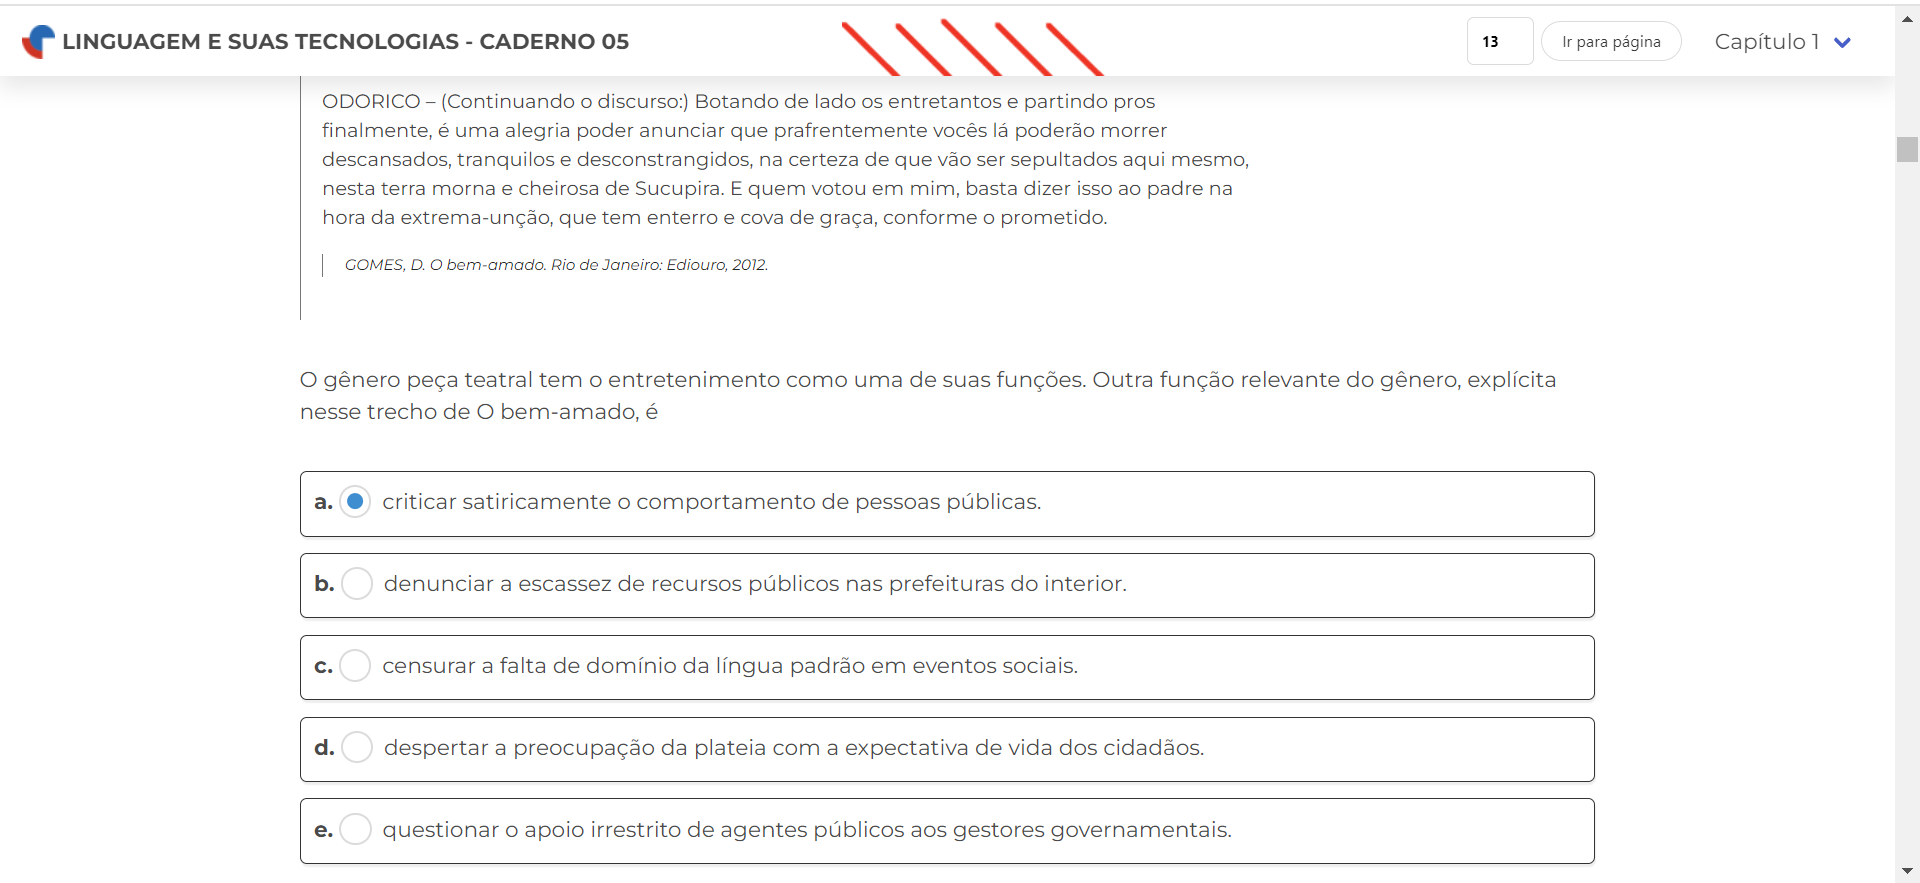 LINGUAGEM E SUAS TECNOLOGIAS - CADERNO 05
13
Ir para página
Capítulo 1
ODORICO – (Continuando o discurso:) Botando de lado os entretantos e partindo pros
finalmente, é uma alegria poder anunciar que prafrentemente vocês lá poderão morrer
descansados, tranquilos e desconstrangidos, na certeza de que vão ser sepultados aqui mesmo,
nesta terra morna e cheirosa de Sucupira. E quem votou em mim, basta dizer isso ao padre na
hora da extrema-unção, que tem enterro e cova de graça, conforme o prometido.
GOMES, D. O bem-amado. Rio de Janeiro: Ediouro, 2012.
O gênero peça teatral tem o entretenimento como uma de suas funções. Outra função relevante do gênero, explícita
nesse trecho de O bem-amado, é
a. criticar satiricamente o comportamento de pessoas públicas.
b. denunciar a escassez de recursos públicos nas prefeituras do interior.
c. censurar a falta de domínio da língua padrão em eventos sociais.
d. despertar a preocupação da plateia com a expectativa de vida dos cidadãos.
e. questionar o apoio irrestrito de agentes públicos aos gestores governamentais.